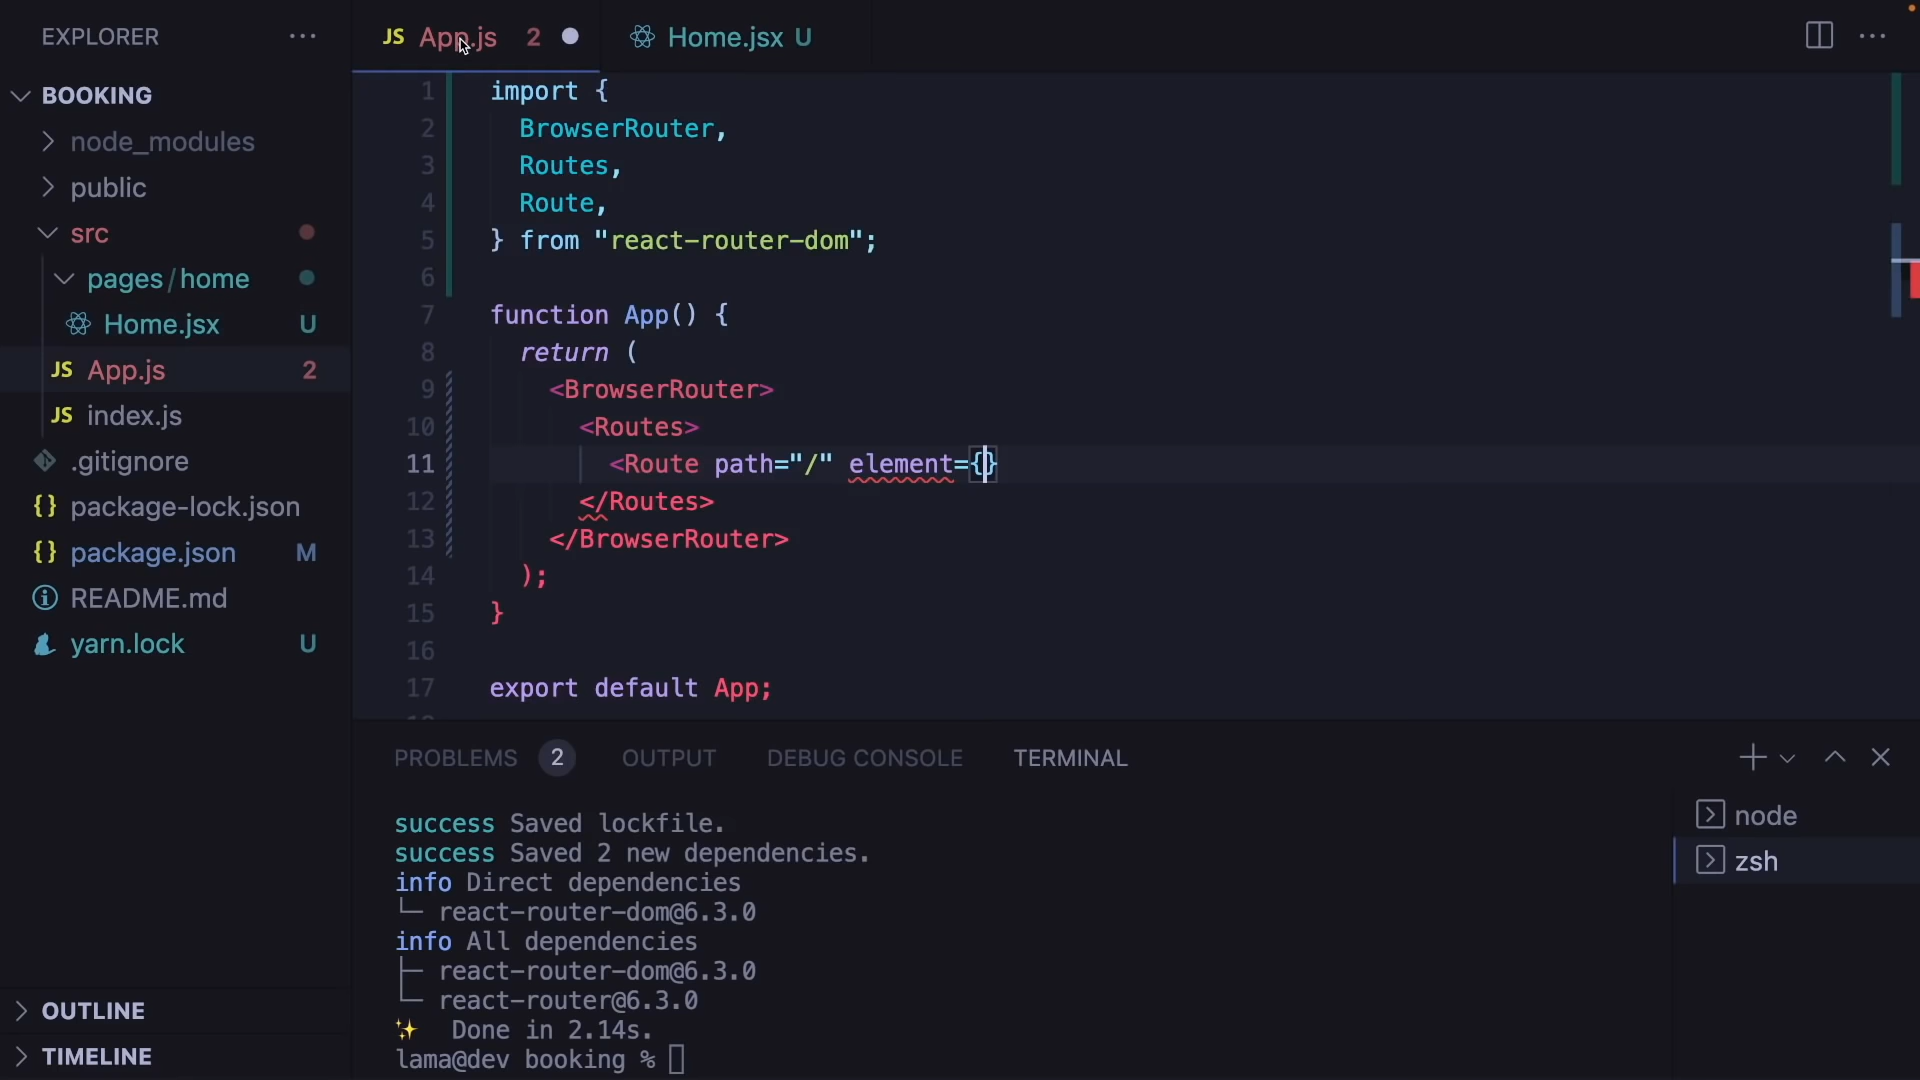 EXPLORER
BOOKING
node_modules
public
src
pages/home
Home.jsx U
JS App.js 2
JS index.js
.gitignore
{} package-lock.json
{} package.json M
README.md
yarn.lock U
OUTLINE
TIMELINE
JS App.js 2
Home.jsx U
1 import {
2 BrowserRouter,
3 Routes,
4 Route,
5 } from "react-router-dom";
6
7 function App() {
8 return (
9 <BrowserRouter>
10 <Routes>
11 <Route path="/" element={}
12 </Routes>
13 </BrowserRouter>
14 );
15 }
16
17 export default App;
PROBLEMS 2 OUTPUT DEBUG CONSOLE TERMINAL
success Saved lockfile.
success Saved 2 new dependencies.
info Direct dependencies
└─ react-router-dom@6.3.0
info All dependencies
├─ react-router-dom@6.3.0
└─ react-router@6.3.0
✨ Done in 2.14s.
lama@dev booking %
node
zsh